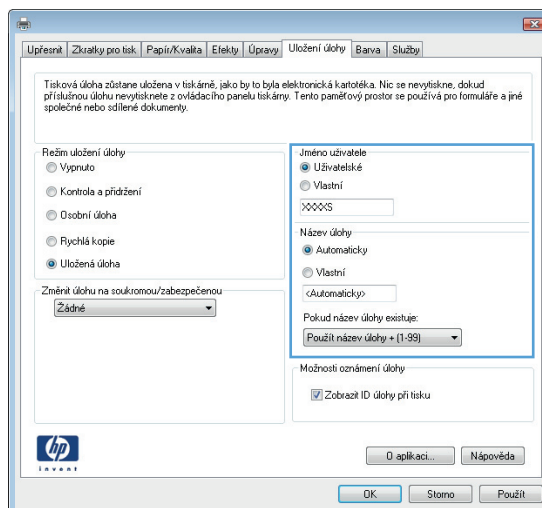 Upřesnit Zkratky pro tisk Papír/Kvalita Efekty Úpravy Uložení úlohy Barva Služby
Tisková úloha zůstane uložena v tiskárně, jako by to byla elektronická kartotéka. Nic se nevytiskne, dokud
příslušnou úlohu nevytisknete z ovládacího panelu tiskárny. Tento paměťový prostor se používá pro formuláře a jiné
společné nebo sdílené dokumenty.
Režim uložení úlohy
Vypnuto
Kontrola a přidržení
Osobní úloha
Rychlá kopie
Uložená úloha
Změnit úlohu na soukromou/zabezpečenou
Žádné
Jméno uživatele
Uživatelské
Vlastní
XXXXS
Název úlohy
Automaticky
Vlastní
<Automaticky>
Pokud název úlohy existuje:
Použít název úlohy + (1-99)
Možnosti oznámení úlohy
Zobrazit ID úlohy při tisku
hp
invent
O aplikaci... Nápověda
OK Storno Použít